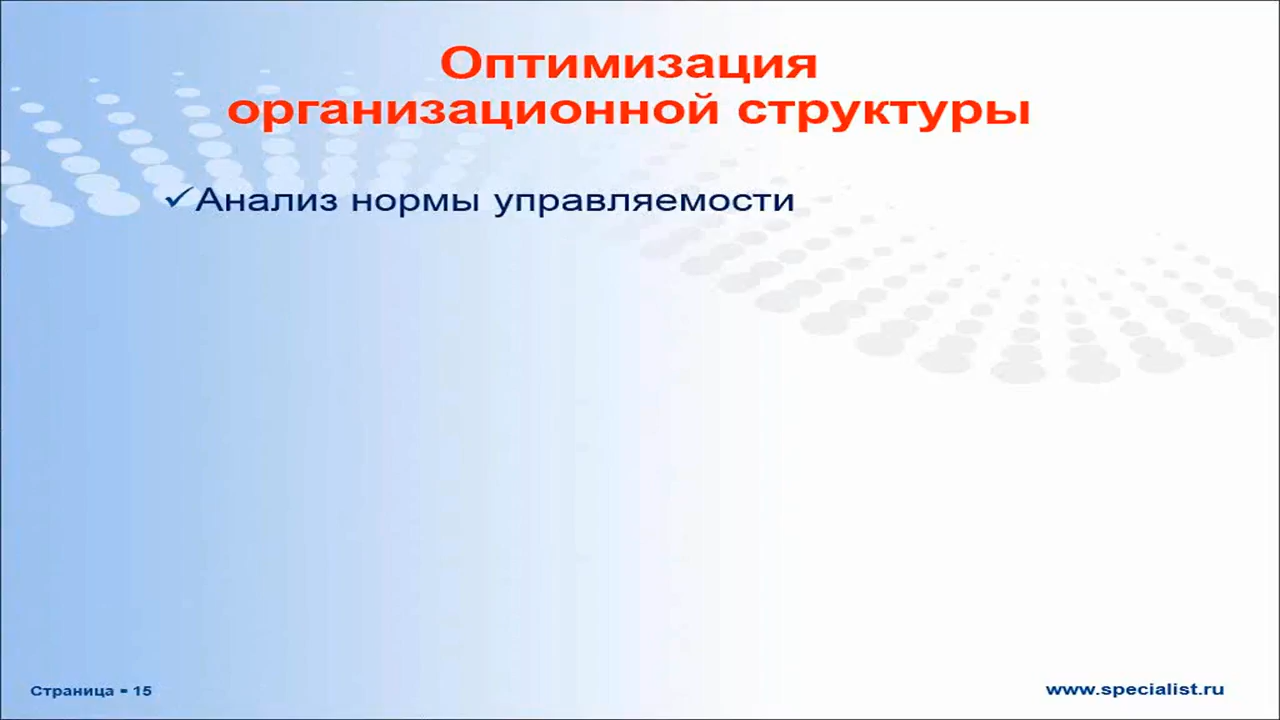 Оптимизация
организационной структуры
✓Анализ нормы управляемости
Страница ▪ 15
www.specialist.ru